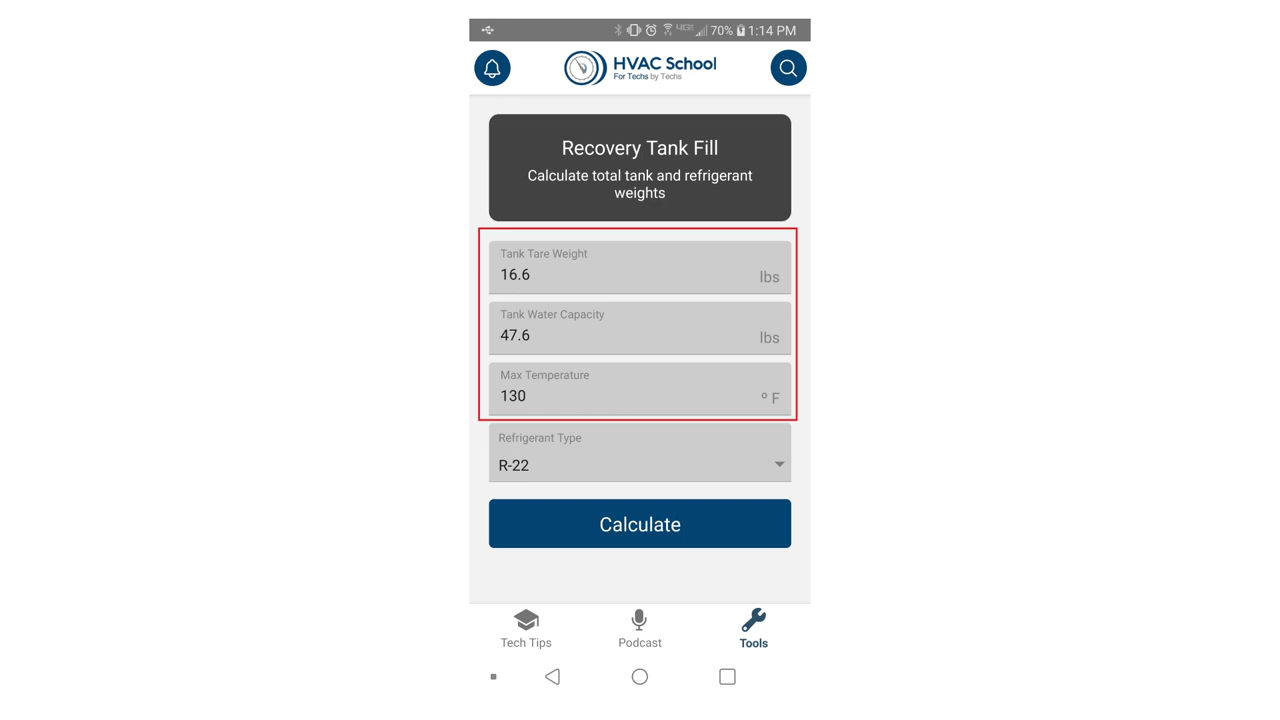 70% 1:14 PM
HVAC School
For Techs by Techs
Recovery Tank Fill
Calculate total tank and refrigerant
weights
Tank Tare Weight
16.6 lbs
Tank Water Capacity
47.6 lbs
Max Temperature
130 º F
Refrigerant Type
R-22
Calculate
Tech Tips Podcast Tools